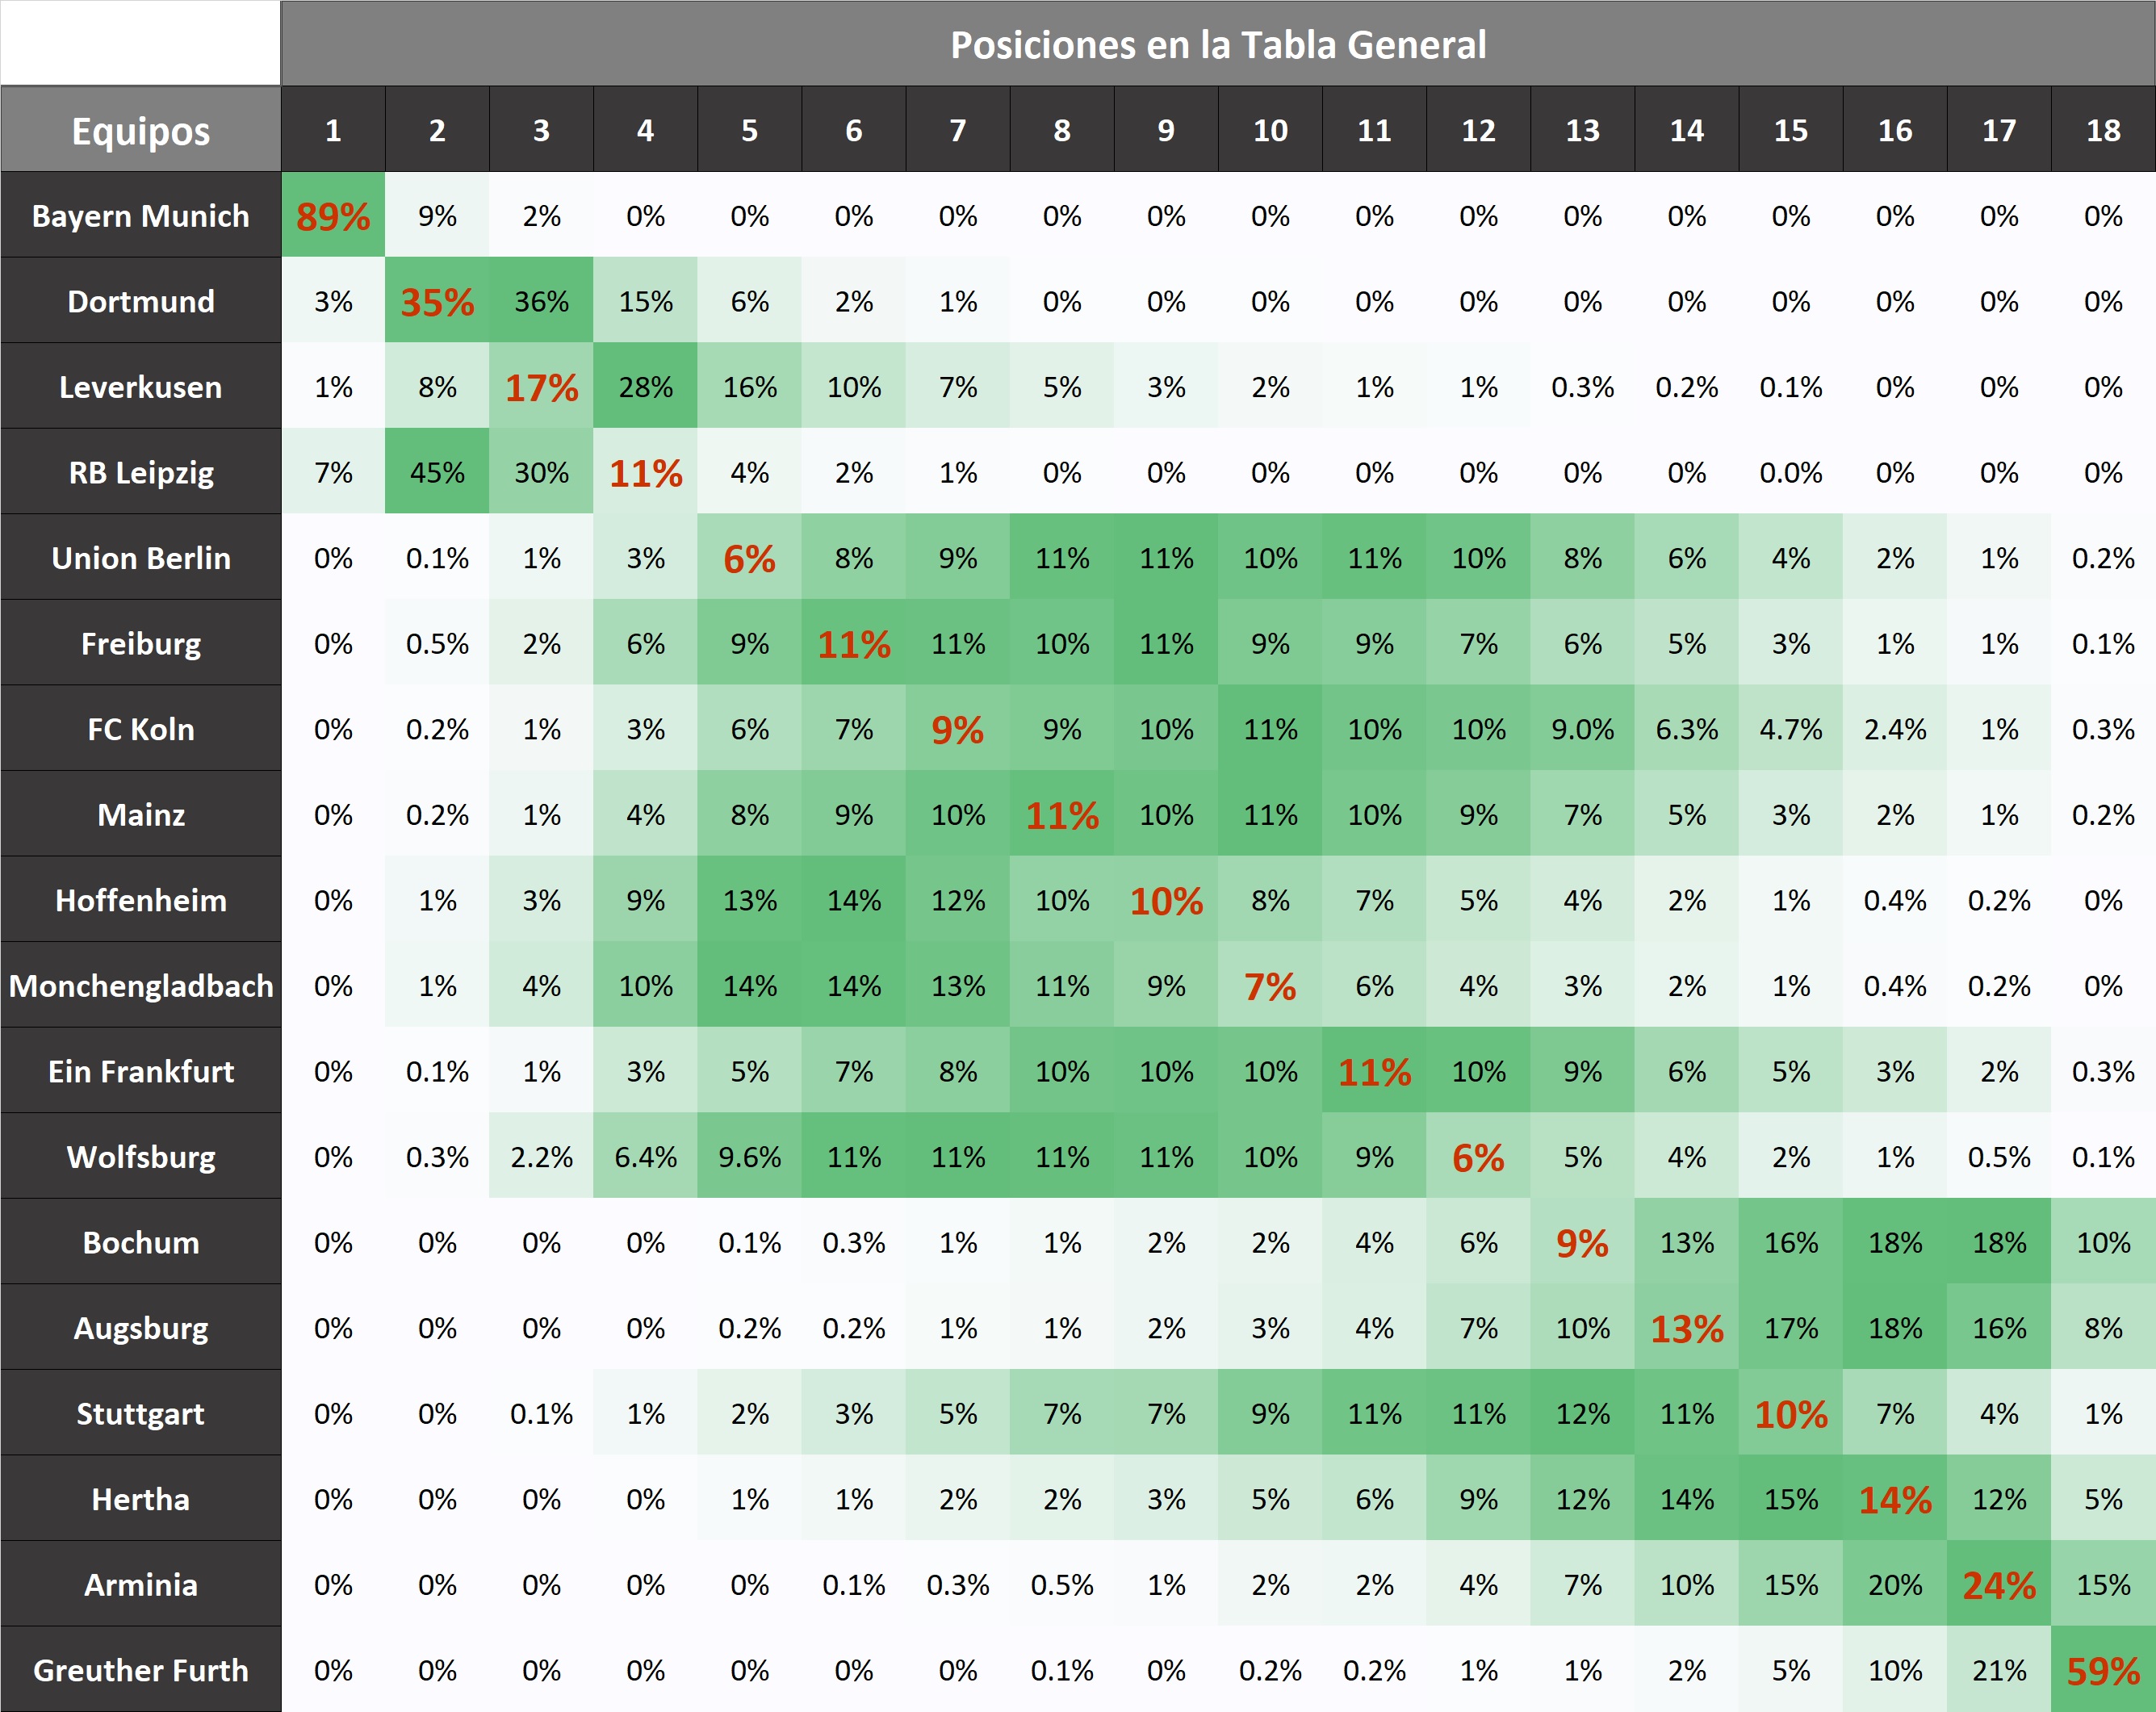 Posiciones en la Tabla General
Equipos 1 2 3 4 5 6 7 8 9 10 11 12 13 14 15 16 17 18
Bayern Munich 89% 9% 2% 0% 0% 0% 0% 0% 0% 0% 0% 0% 0% 0% 0% 0% 0% 0%
Dortmund 3% 35% 36% 15% 6% 2% 1% 0% 0% 0% 0% 0% 0% 0% 0% 0% 0% 0%
Leverkusen 1% 8% 17% 28% 16% 10% 7% 5% 3% 2% 1% 1% 0.3% 0.2% 0.1% 0% 0% 0%
RB Leipzig 7% 45% 30% 11% 4% 2% 1% 0% 0% 0% 0% 0% 0% 0% 0.0% 0% 0% 0%
Union Berlin 0% 0.1% 1% 3% 6% 8% 9% 11% 11% 10% 11% 10% 8% 6% 4% 2% 1% 0.2%
Freiburg 0% 0.5% 2% 6% 9% 11% 11% 10% 11% 9% 9% 7% 6% 5% 3% 1% 1% 0.1%
FC Koln 0% 0.2% 1% 3% 6% 7% 9% 9% 10% 11% 10% 10% 9.0% 6.3% 4.7% 2.4% 1% 0.3%
Mainz 0% 0.2% 1% 4% 8% 9% 10% 11% 10% 11% 10% 9% 7% 5% 3% 2% 1% 0.2%
Hoffenheim 0% 1% 3% 9% 13% 14% 12% 10% 10% 8% 7% 5% 4% 2% 1% 0.4% 0.2% 0%
Monchengladbach 0% 1% 4% 10% 14% 14% 13% 11% 9% 7% 6% 4% 3% 2% 1% 0.4% 0.2% 0%
Ein Frankfurt 0% 0.1% 1% 3% 5% 7% 8% 10% 10% 10% 11% 10% 9% 6% 5% 3% 2% 0.3%
Wolfsburg 0% 0.3% 2.2% 6.4% 9.6% 11% 11% 11% 11% 10% 9% 6% 5% 4% 2% 1% 0.5% 0.1%
Bochum 0% 0% 0% 0% 0.1% 0.3% 1% 1% 2% 2% 4% 6% 9% 13% 16% 18% 18% 10%
Augsburg 0% 0% 0% 0% 0.2% 0.2% 1% 1% 2% 3% 4% 7% 10% 13% 17% 18% 16% 8%
Stuttgart 0% 0% 0.1% 1% 2% 3% 5% 7% 7% 9% 11% 11% 12% 11% 10% 7% 4% 1%
Hertha 0% 0% 0% 0% 1% 1% 2% 2% 3% 5% 6% 9% 12% 14% 15% 14% 12% 5%
Arminia 0% 0% 0% 0% 0% 0.1% 0.3% 0.5% 1% 2% 2% 4% 7% 10% 15% 20% 24% 15%
Greuther Furth 0% 0% 0% 0% 0% 0% 0% 0.1% 0% 0.2% 0.2% 1% 1% 2% 5% 10% 21% 59%